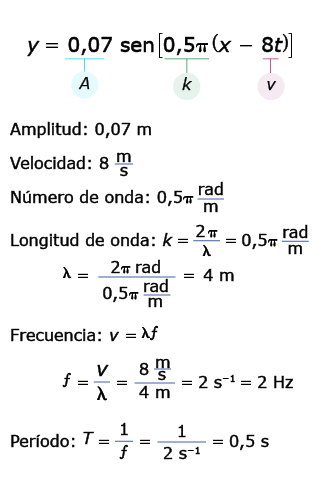 y = 0,07 sen[0,5π(x − 8t)]
A k v
Amplitud: 0,07 m
Velocidad: 8 m/s
Número de onda: 0,5π rad/m
Longitud de onda: k = 2π/λ = 0,5π rad/m
λ = 2π rad / 0,5π rad/m = 4 m
Frecuencia: v = λf
f = v/λ = 8 m/s / 4 m = 2 s⁻¹ = 2 Hz
Período: T = 1/f = 1 / 2 s⁻¹ = 0,5 s